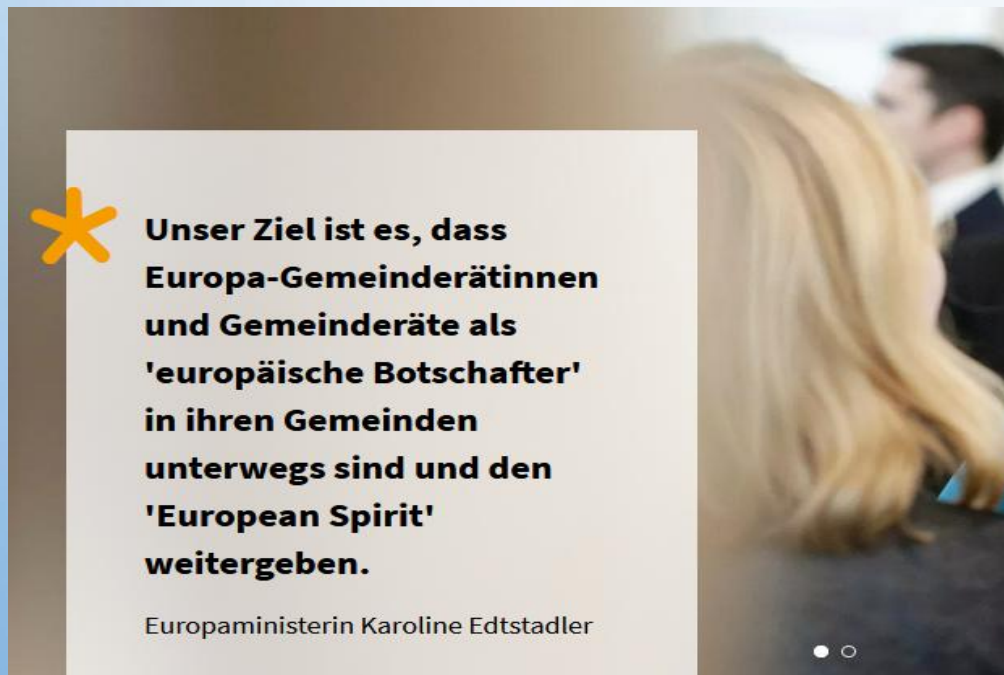 Unser Ziel ist es, dass
Europa-Gemeinderätinnen
und Gemeinderäte als
'europäische Botschafter'
in ihren Gemeinden
unterwegs sind und den
'European Spirit'
weitergeben.
Europaministerin Karoline Edtstadler